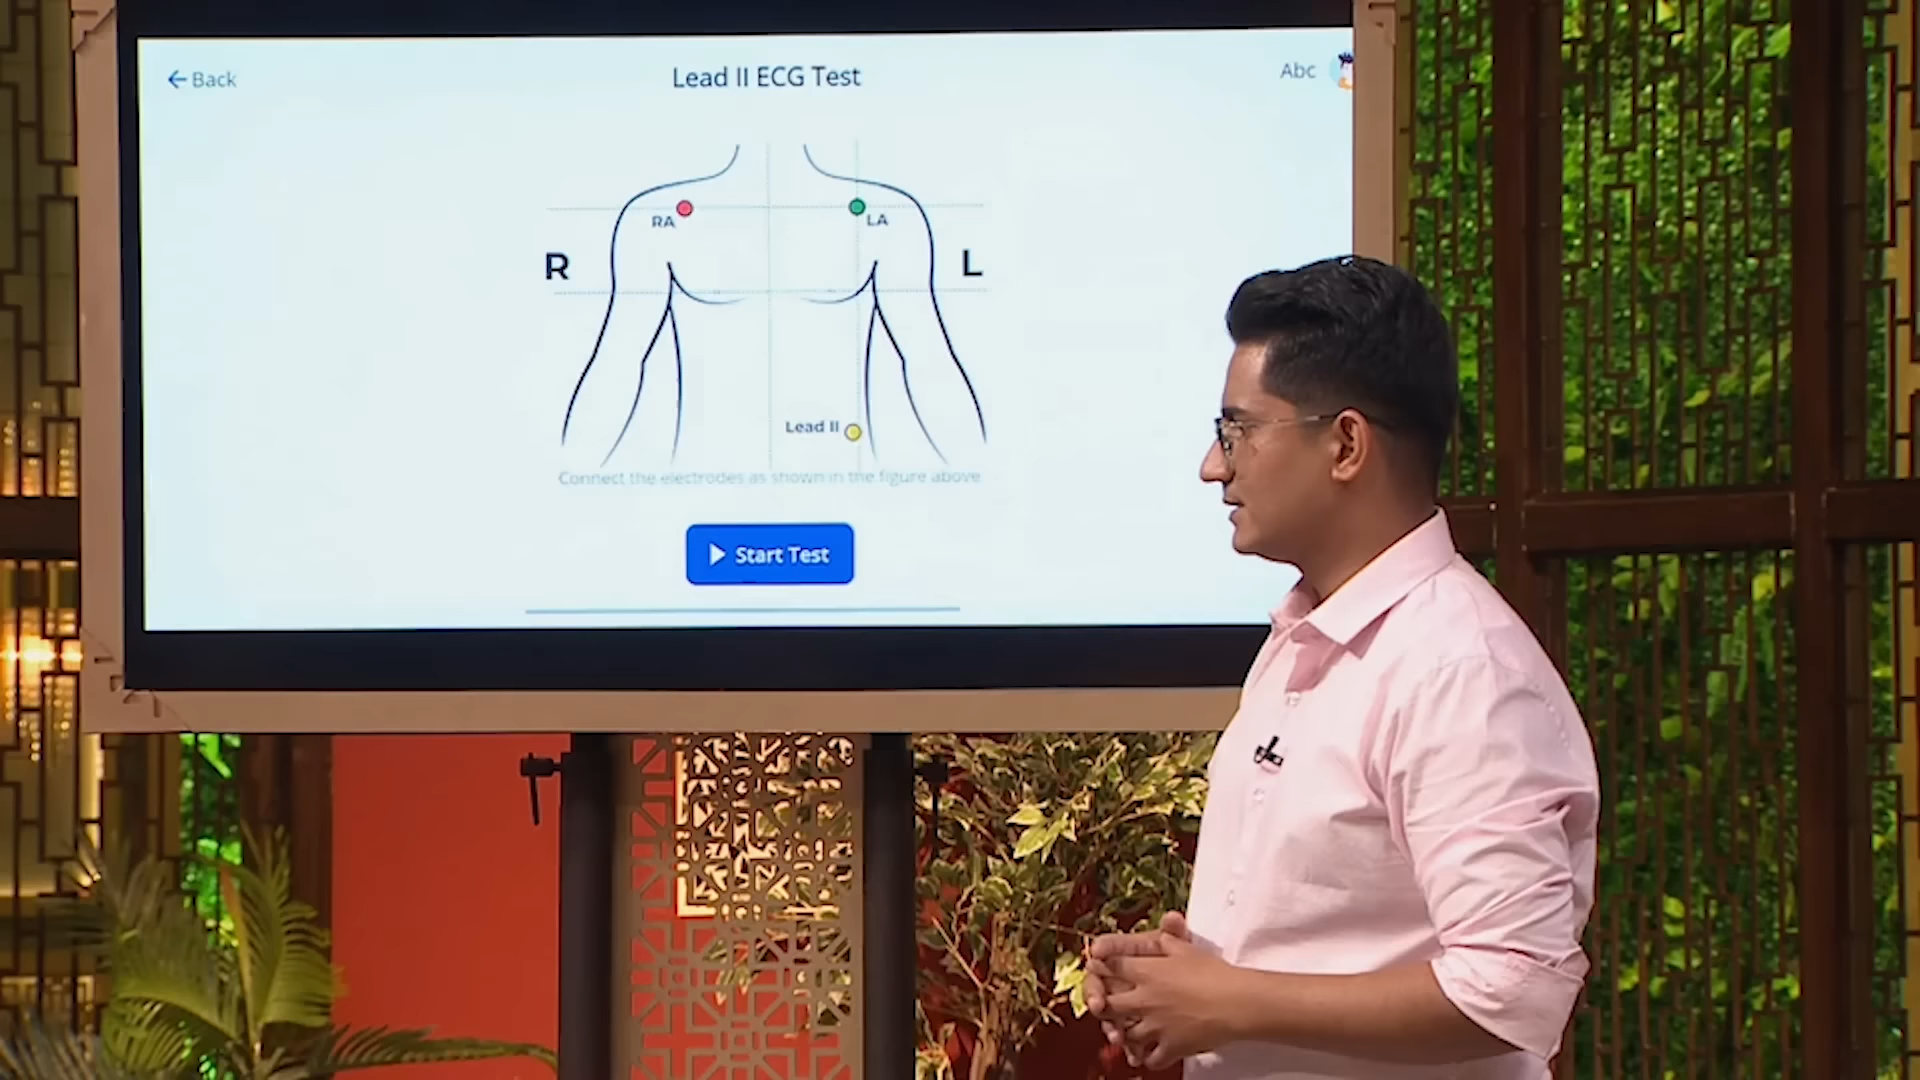 Back
Lead II ECG Test
Abc
RA
LA
R
L
Lead II
Connect the electrodes as shown in the figure above
Start Test